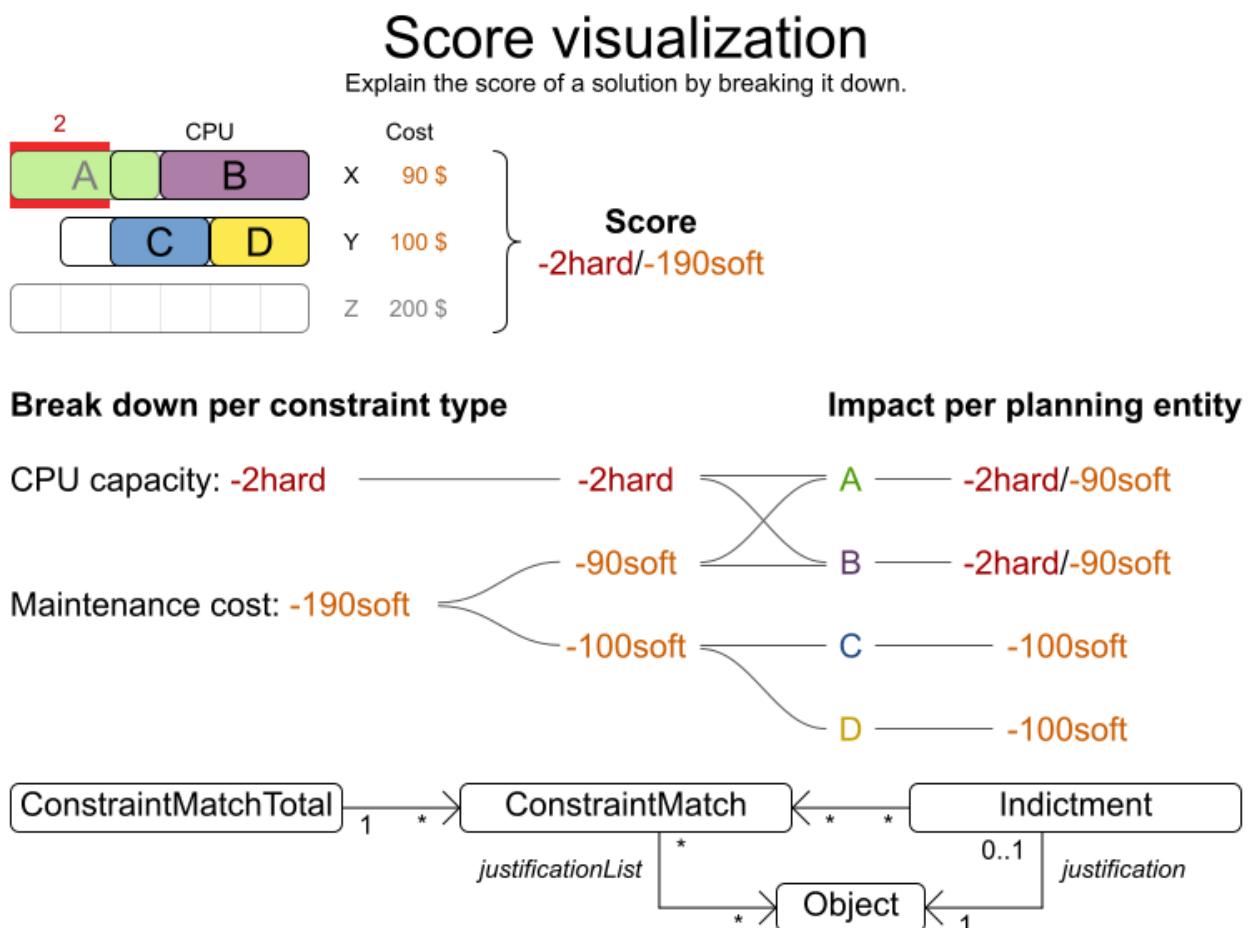 Score visualization
Explain the score of a solution by breaking it down.
2 CPU Cost
A B X 90 $
C D Y 100 $
Z 200 $
Score
-2hard/-190soft
Break down per constraint type Impact per planning entity
CPU capacity: -2hard -2hard A -2hard/-90soft
-90soft B -2hard/-90soft
Maintenance cost: -190soft
-100soft C -100soft
D -100soft
ConstraintMatchTotal 1 * ConstraintMatch * * Indictment
* 0..1
justificationList justification
* Object 1